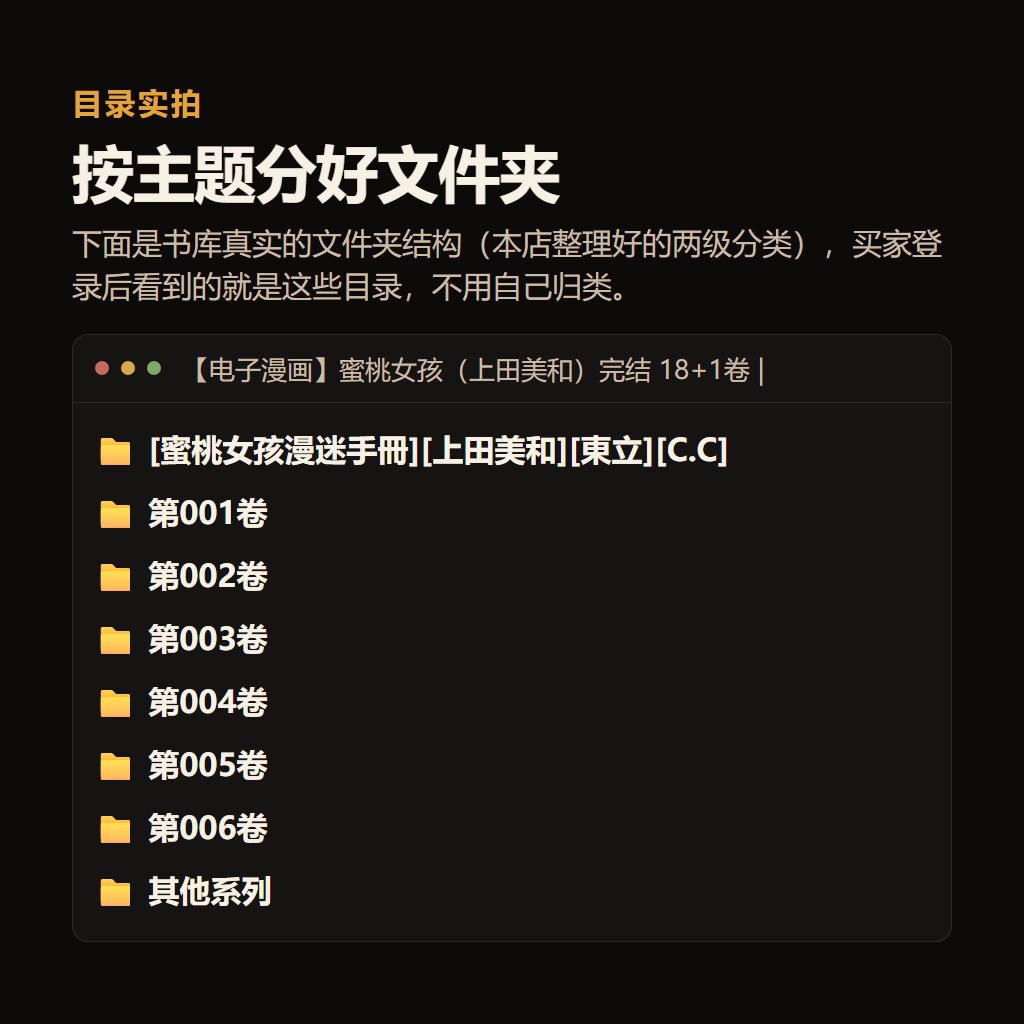 目录实拍
按主题分好文件夹
下面是书库真实的文件夹结构（本店整理好的两级分类），买家登
录后看到的就是这些目录，不用自己归类。
【电子漫画】蜜桃女孩（上田美和）完结 18+1卷 |
[蜜桃女孩漫迷手冊][上田美和][東立][C.C]
第001卷
第002卷
第003卷
第004卷
第005卷
第006卷
其他系列